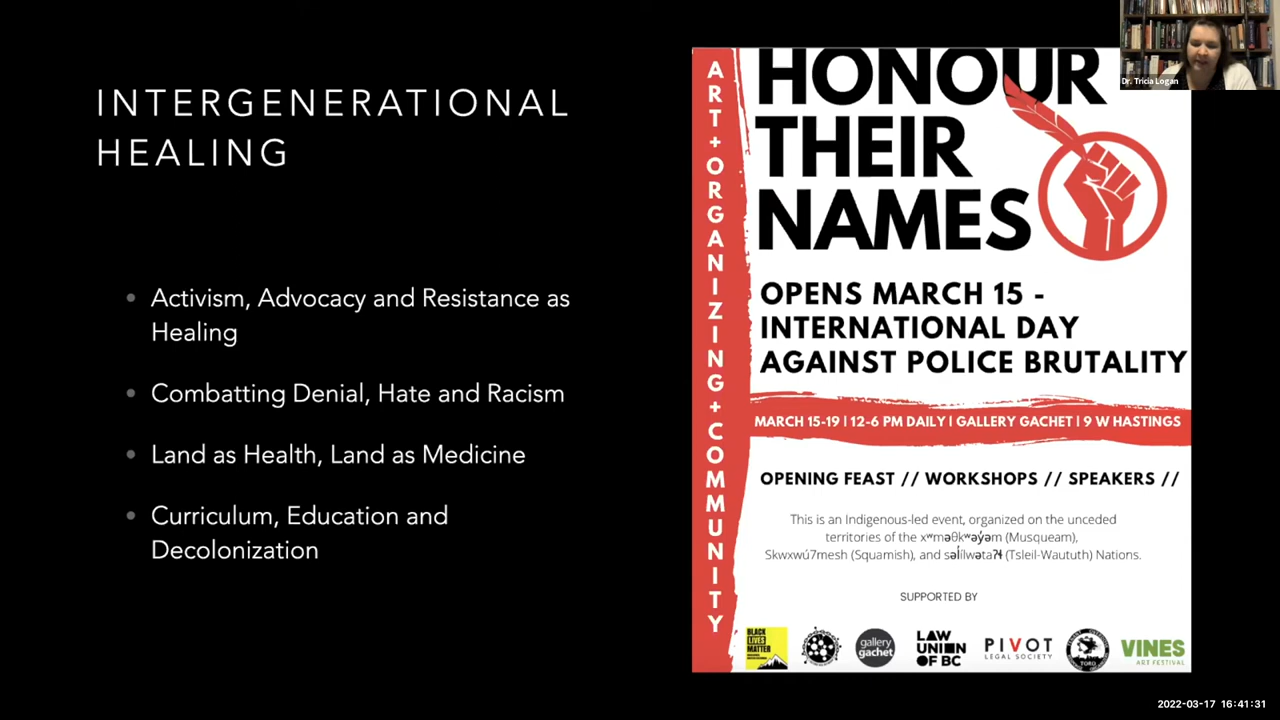 INTERGENERATIONAL
HEALING
• Activism, Advocacy and Resistance as
Healing
• Combatting Denial, Hate and Racism
• Land as Health, Land as Medicine
• Curriculum, Education and
Decolonization
ART+ORGANIZING+COMMUNITY
HONOUR
THEIR
NAMES
OPENS MARCH 15 -
INTERNATIONAL DAY
AGAINST POLICE BRUTALITY
MARCH 15-19 | 12-6 PM DAILY | GALLERY GACHET | 9 W HASTINGS
OPENING FEAST // WORKSHOPS // SPEAKERS //
This is an Indigenous-led event, organized on the unceded
territories of the xʷməθkʷəy̓əm (Musqueam),
Skwxwú7mesh (Squamish), and səl̓ílwətaʔɬ (Tsleil-Waututh) Nations.
SUPPORTED BY
BLACK
LIVES
MATTER
gallery
gachet
LAW
UNION
OF BC
PIVOT
LEGAL SOCIETY
TORO
VINES
ART FESTIVAL
Dr. Tricia Logan
2022-03-17 16:41:31